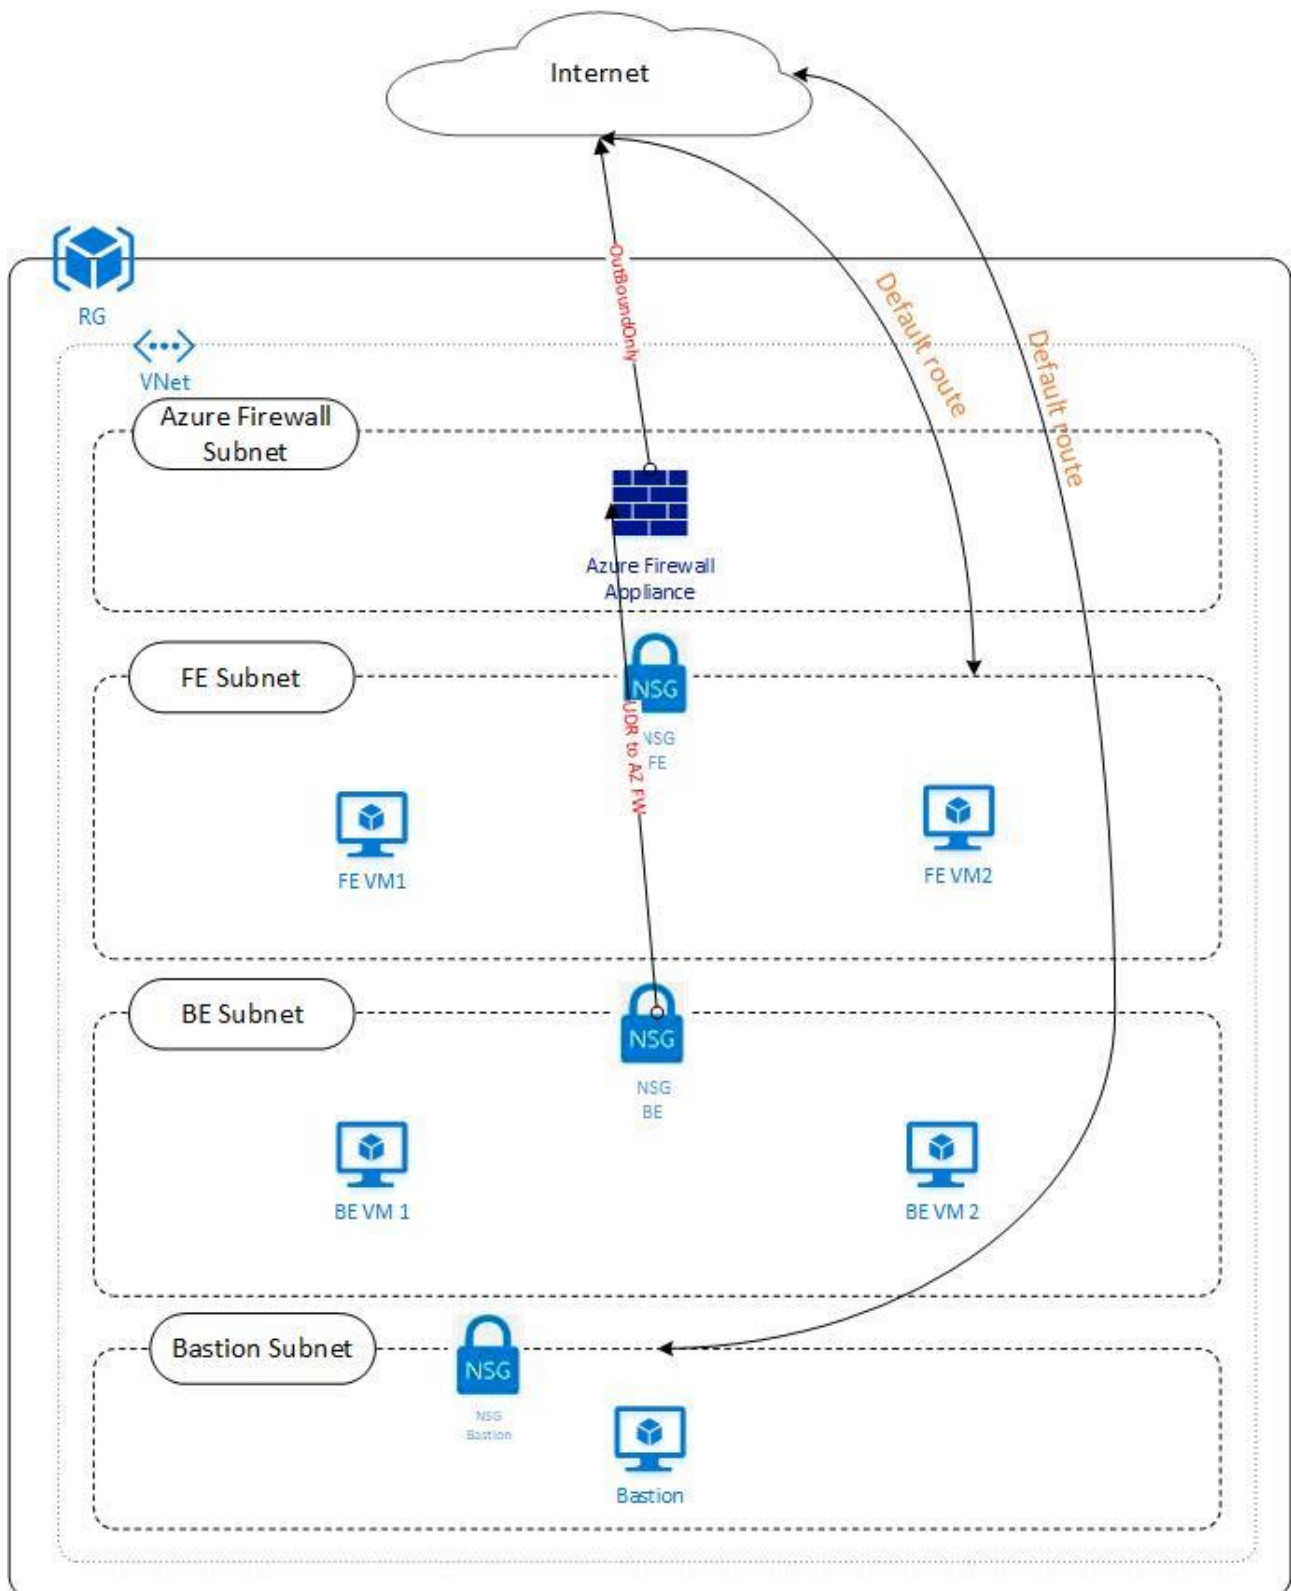 Internet
OutBoundOnly
Default route
Default route
RG
VNet
Azure Firewall
Subnet
Azure Firewall
Appliance
FE Subnet
NSG
NSG
FE
UDR to AZ FW
FE VM1
FE VM2
BE Subnet
NSG
NSG
BE
BE VM 1
BE VM 2
Bastion Subnet
NSG
NSG
Bastion
Bastion